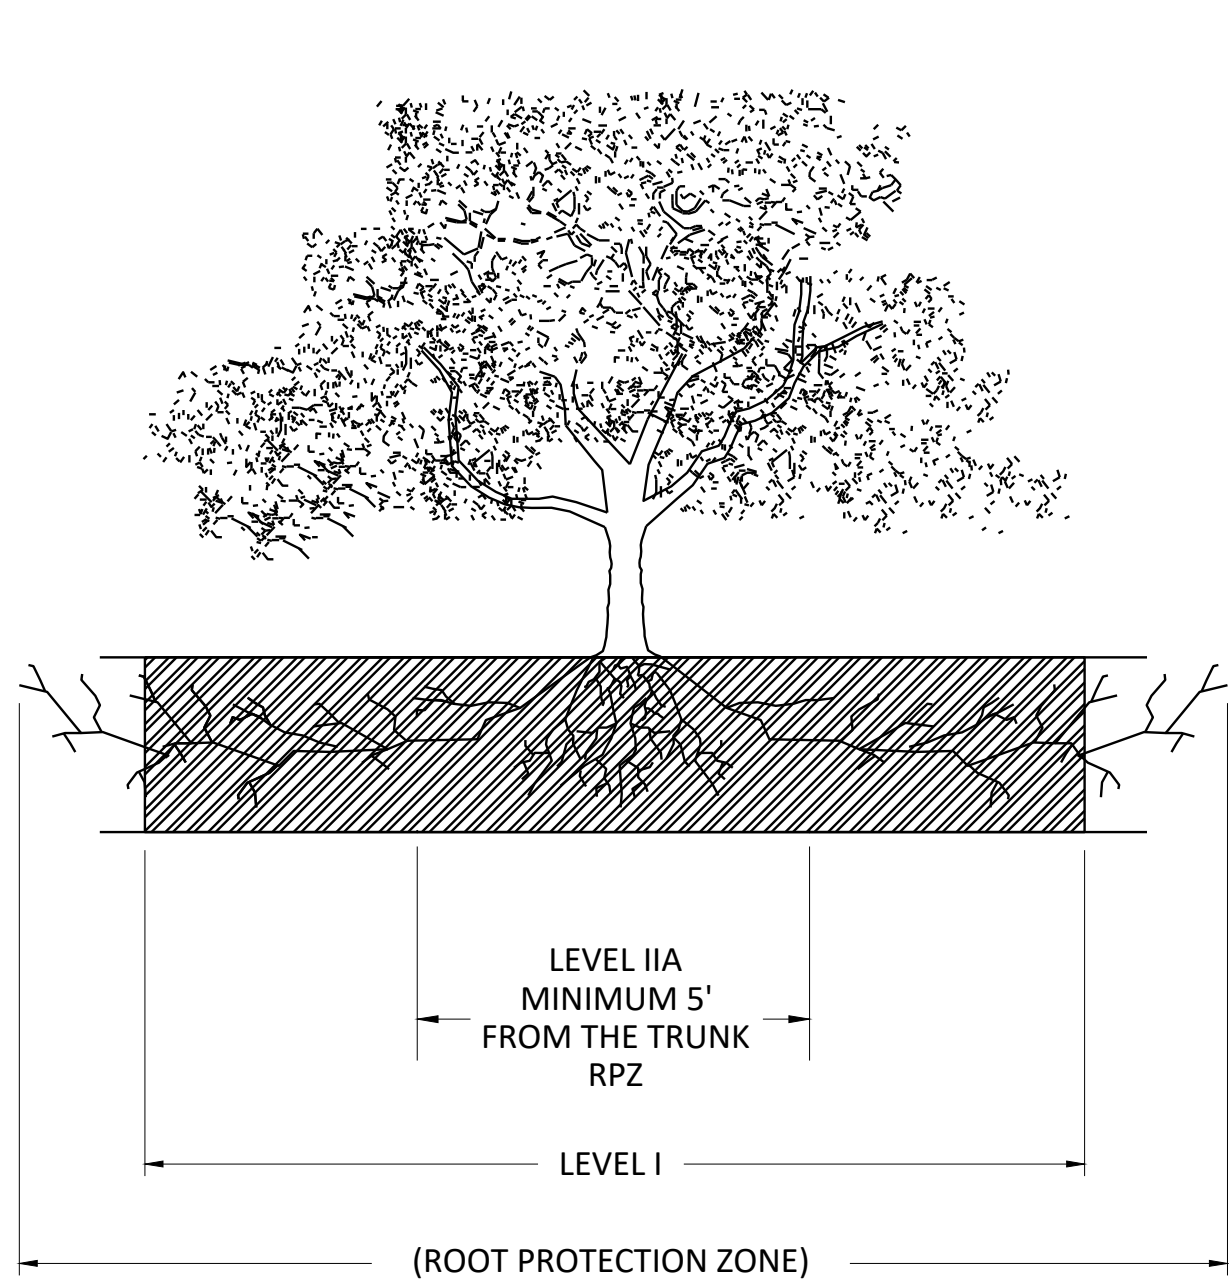 LEVEL IIA
MINIMUM 5'
FROM THE TRUNK
RPZ
LEVEL I
(ROOT PROTECTION ZONE)